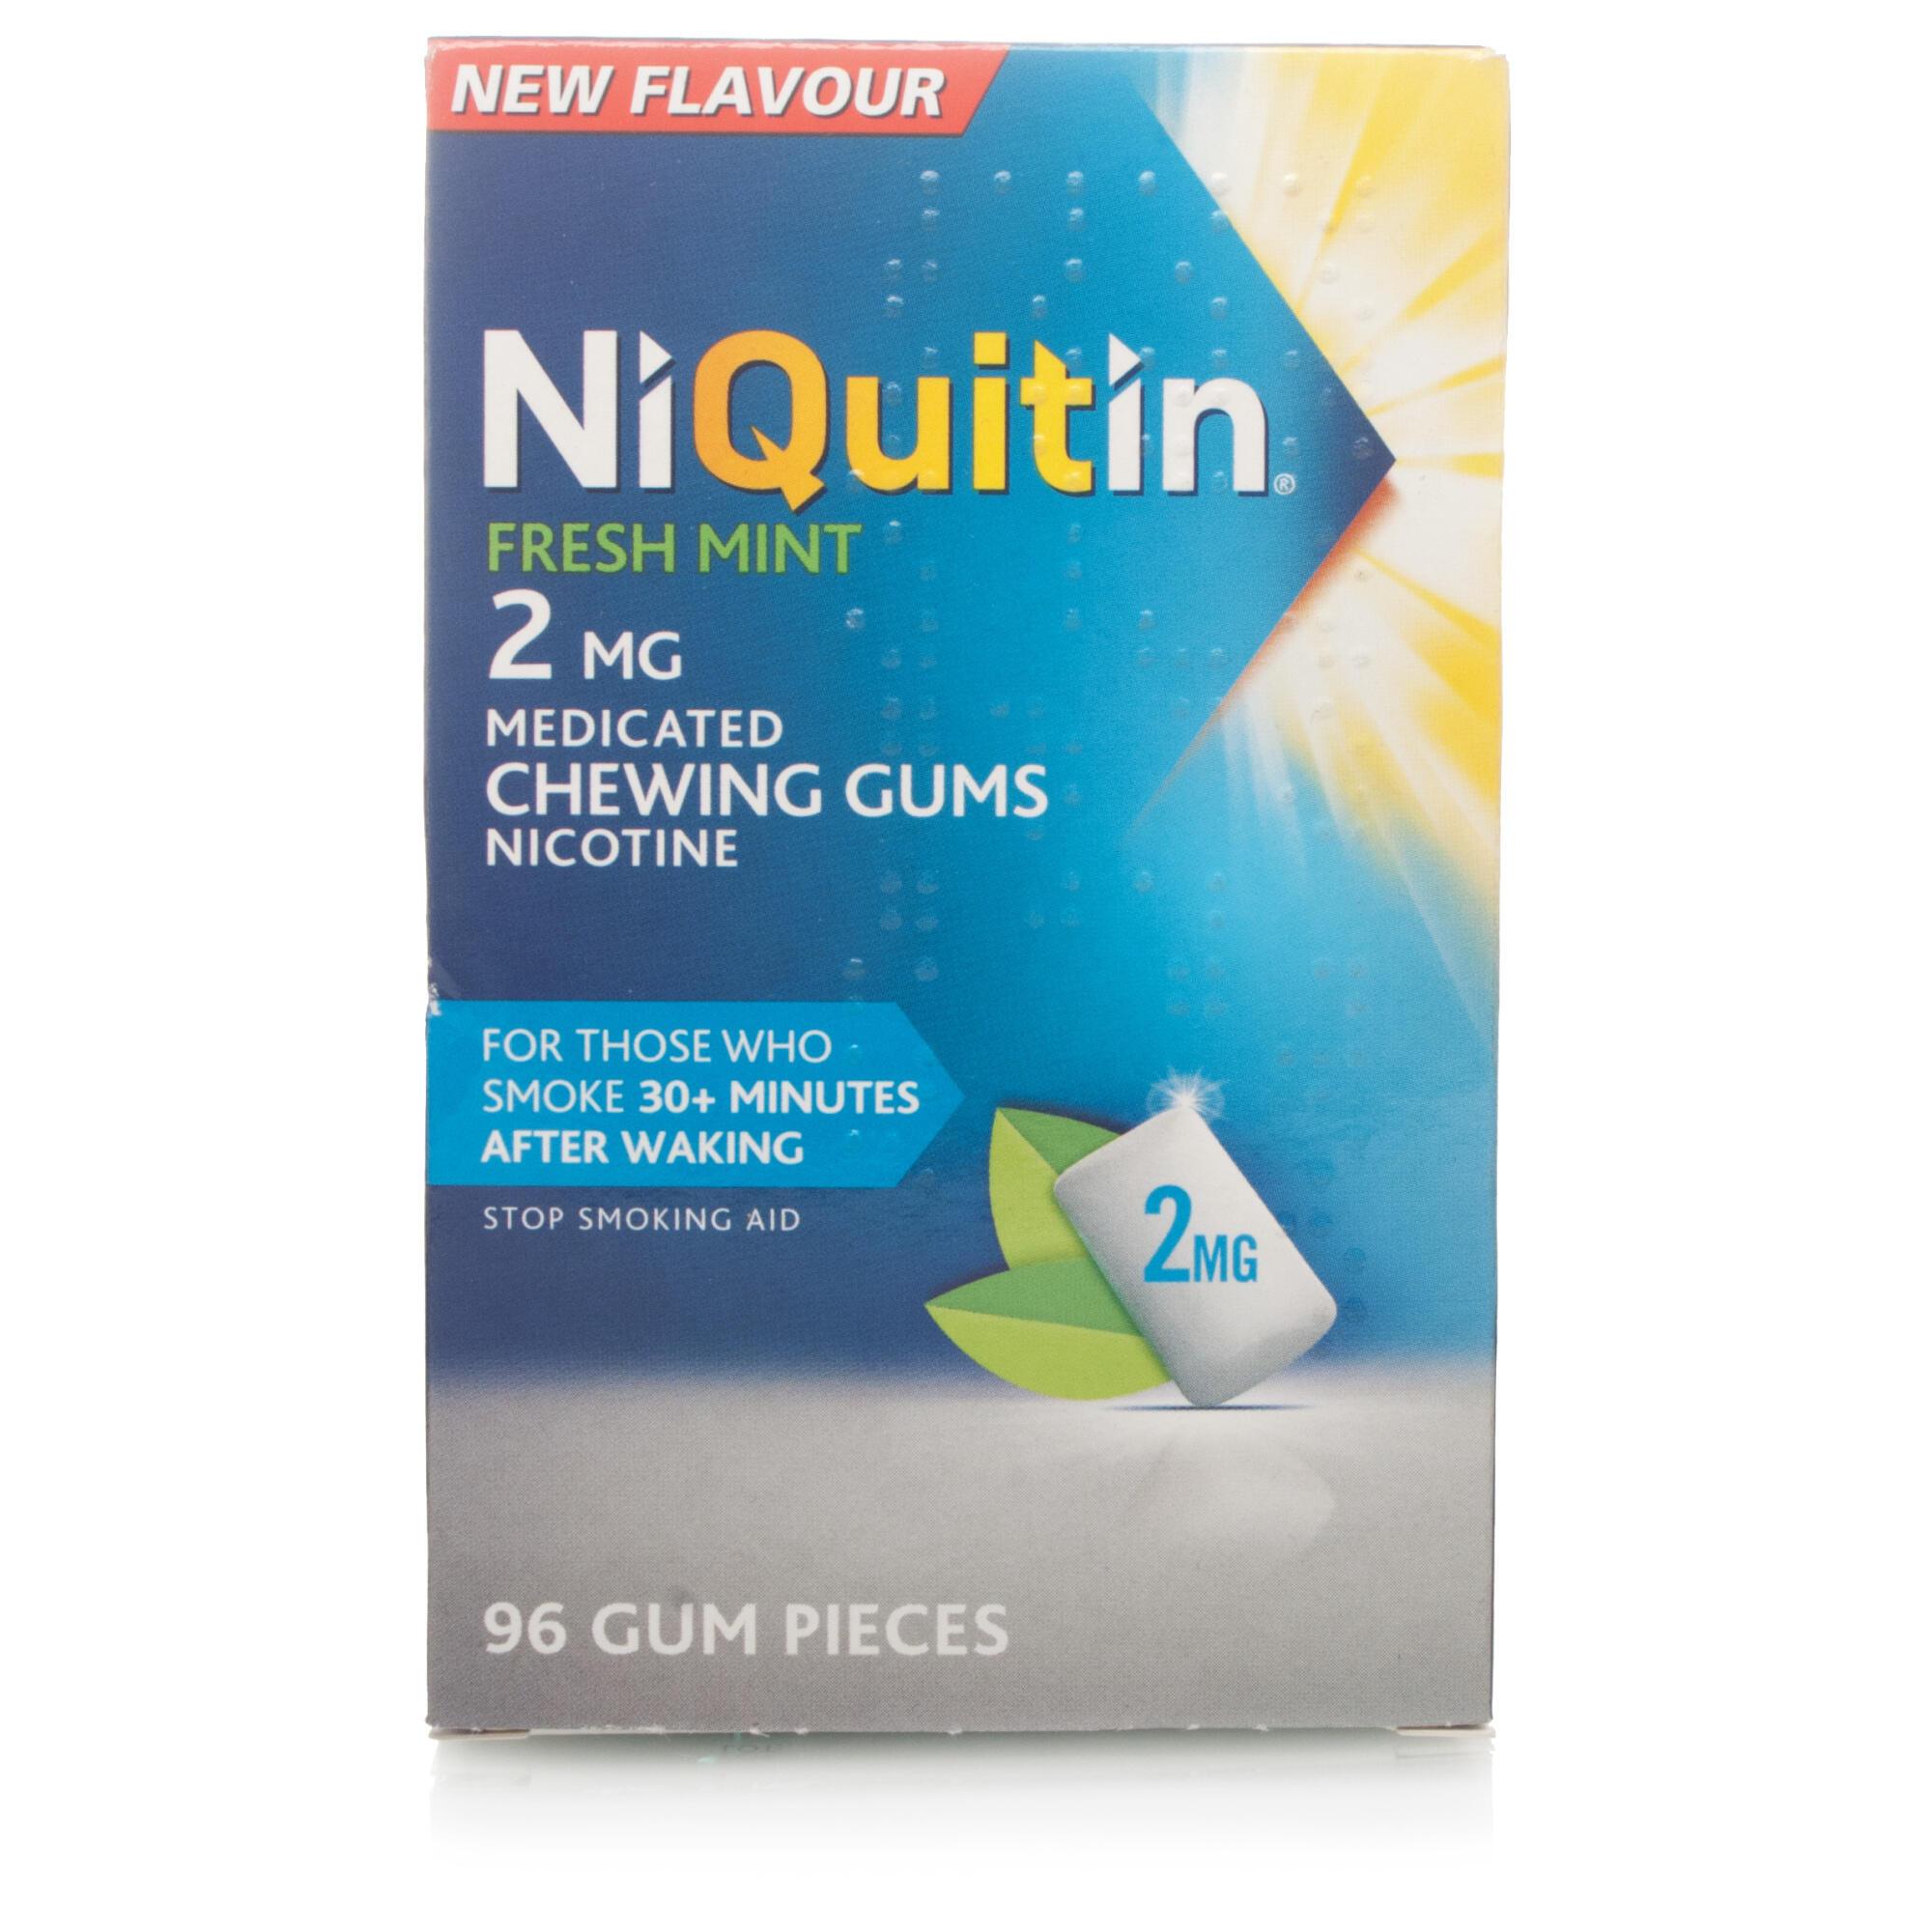 NEW FLAVOUR
NiQuitin®
FRESH MINT
2 MG
MEDICATED
CHEWING GUMS
NICOTINE
FOR THOSE WHO
SMOKE 30+ MINUTES
AFTER WAKING
STOP SMOKING AID
2MG
96 GUM PIECES